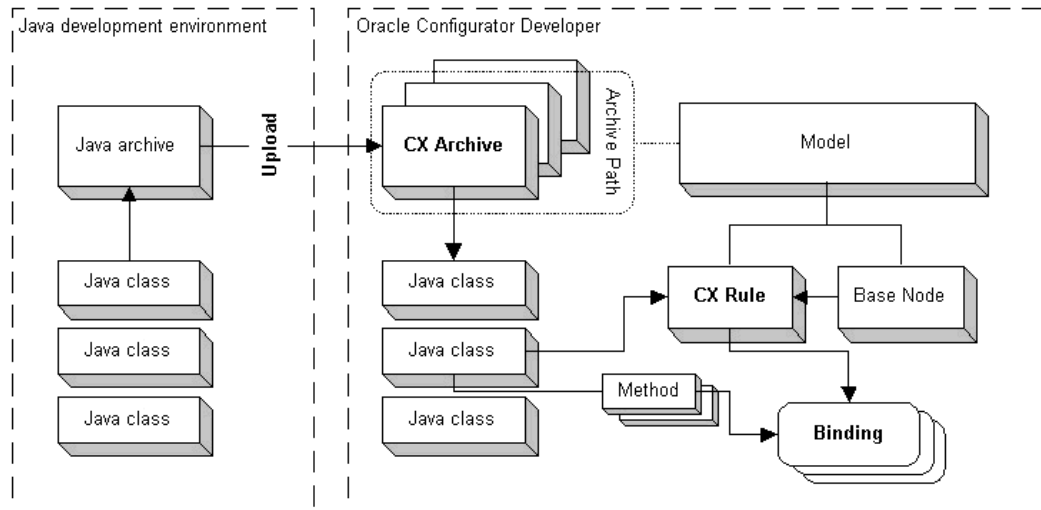 Java development environment
Oracle Configurator Developer
Java archive
Upload
CX Archive
Archive Path
Model
Java class
Java class
CX Rule
Base Node
Java class
Java class
Method
Java class
Java class
Binding